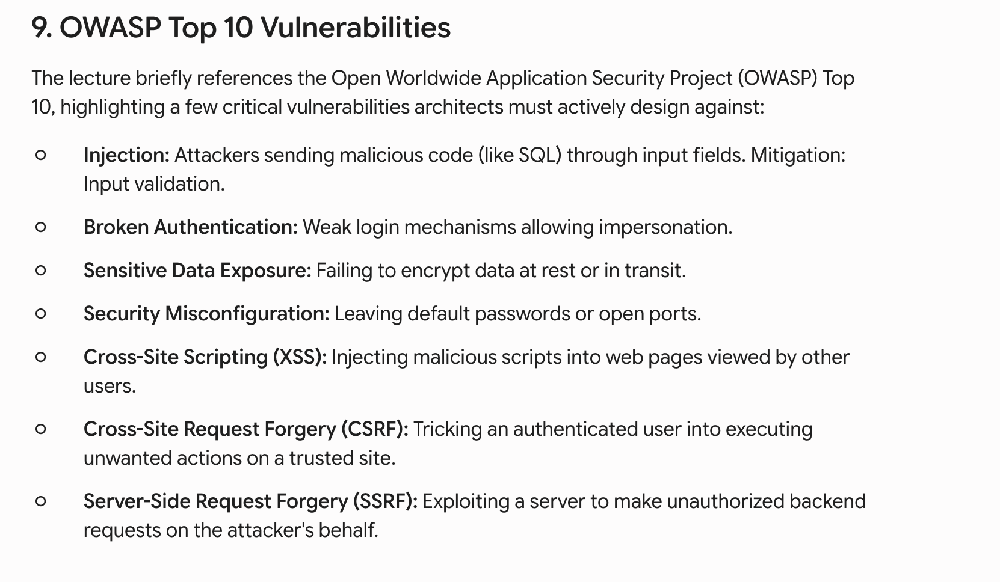 9. OWASP Top 10 Vulnerabilities
The lecture briefly references the Open Worldwide Application Security Project (OWASP) Top
10, highlighting a few critical vulnerabilities architects must actively design against:
Injection: Attackers sending malicious code (like SQL) through input fields. Mitigation:
Input validation.
Broken Authentication: Weak login mechanisms allowing impersonation.
Sensitive Data Exposure: Failing to encrypt data at rest or in transit.
Security Misconfiguration: Leaving default passwords or open ports.
Cross-Site Scripting (XSS): Injecting malicious scripts into web pages viewed by other
users.
Cross-Site Request Forgery (CSRF): Tricking an authenticated user into executing
unwanted actions on a trusted site.
Server-Side Request Forgery (SSRF): Exploiting a server to make unauthorized backend
requests on the attacker's behalf.